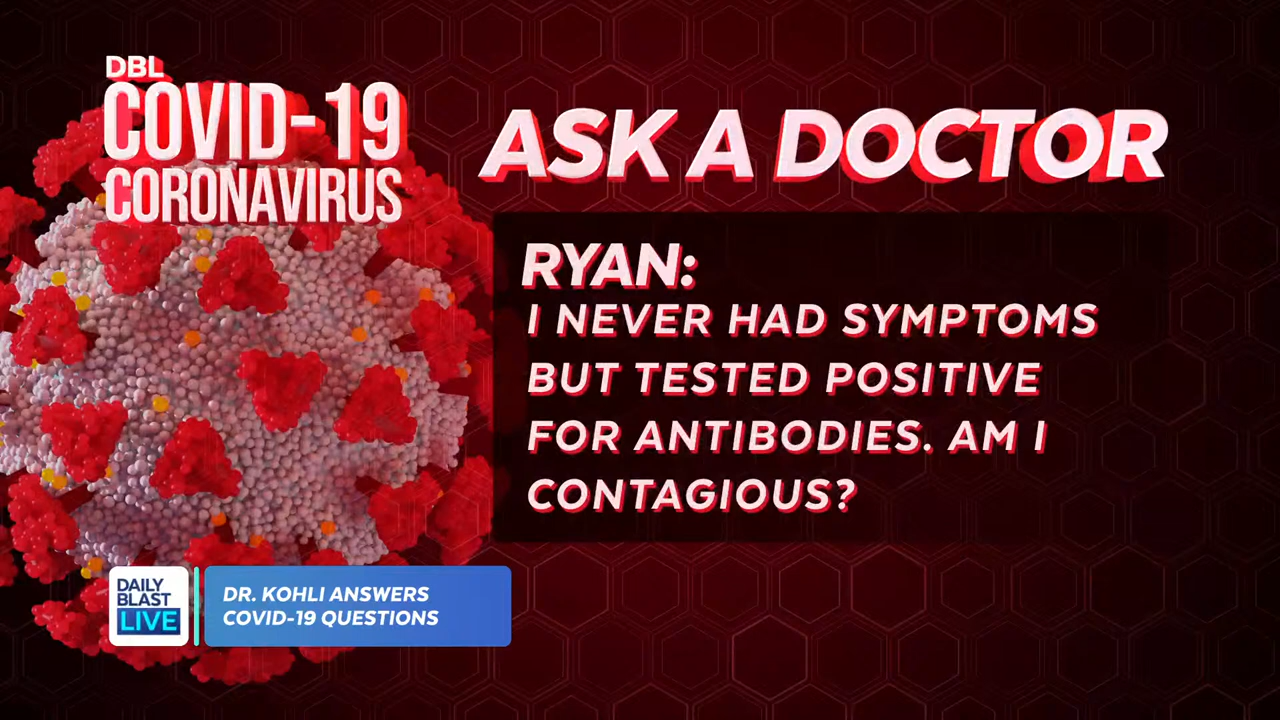 DBL
COVID-19
CORONAVIRUS
ASK A DOCTOR
RYAN:
I NEVER HAD SYMPTOMS
BUT TESTED POSITIVE
FOR ANTIBODIES. AM I
CONTAGIOUS?
DAILY
BLAST
LIVE
DR. KOHLI ANSWERS
COVID-19 QUESTIONS